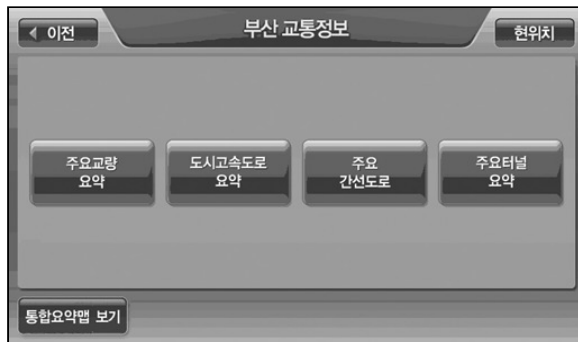 이전
부산 교통정보
현위치
주요교량
요약
도시고속도로
요약
주요
간선도로
주요터널
요약
통합요약맵 보기